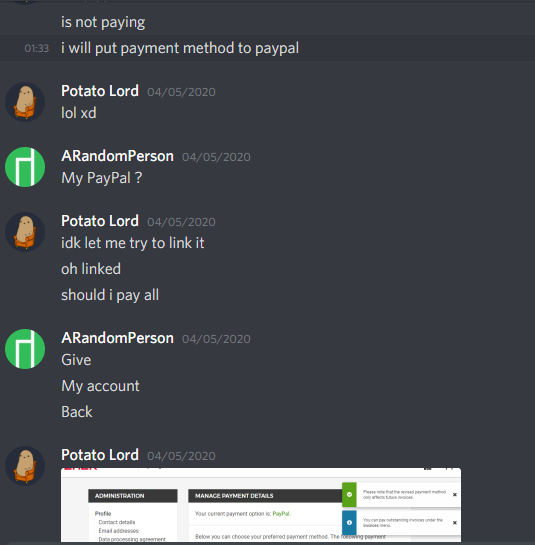 is not paying
01:33 i will put payment method to paypal
Potato Lord 04/05/2020
lol xd
ARandomPerson 04/05/2020
My PayPal ?
Potato Lord 04/05/2020
idk let me try to link it
oh linked
should i pay all
ARandomPerson 04/05/2020
Give
My account
Back
Potato Lord 04/05/2020
Please note that the revised payment method
only affects future invoices.
ADMINISTRATION
MANAGE PAYMENT DETAILS
Profile
Your current payment option is: PayPal.
Contact details
You can pay outstanding invoices under the
invoices menu.
Email addresses
Data processing agreement
Below you can choose your preferred payment method. The following payment